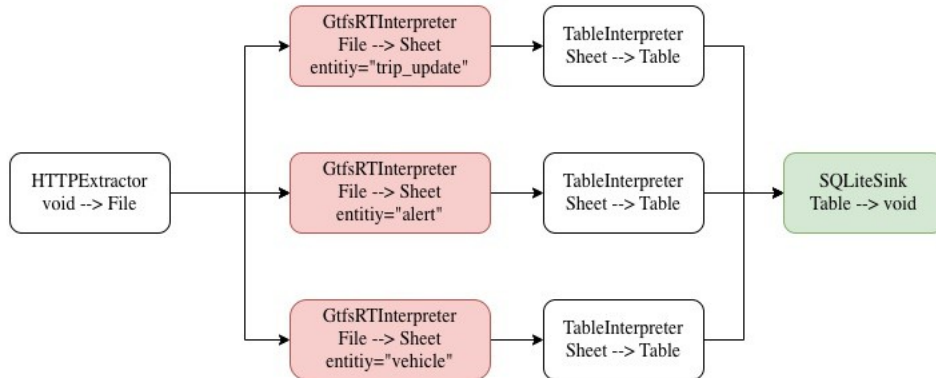 GtfsRTInterpreter
File --> Sheet
entitiy="trip_update"
TableInterpreter
Sheet --> Table
HTTPExtractor
void --> File
GtfsRTInterpreter
File --> Sheet
entitiy="alert"
TableInterpreter
Sheet --> Table
SQLiteSink
Table --> void
GtfsRTInterpreter
File --> Sheet
entitiy="vehicle"
TableInterpreter
Sheet --> Table